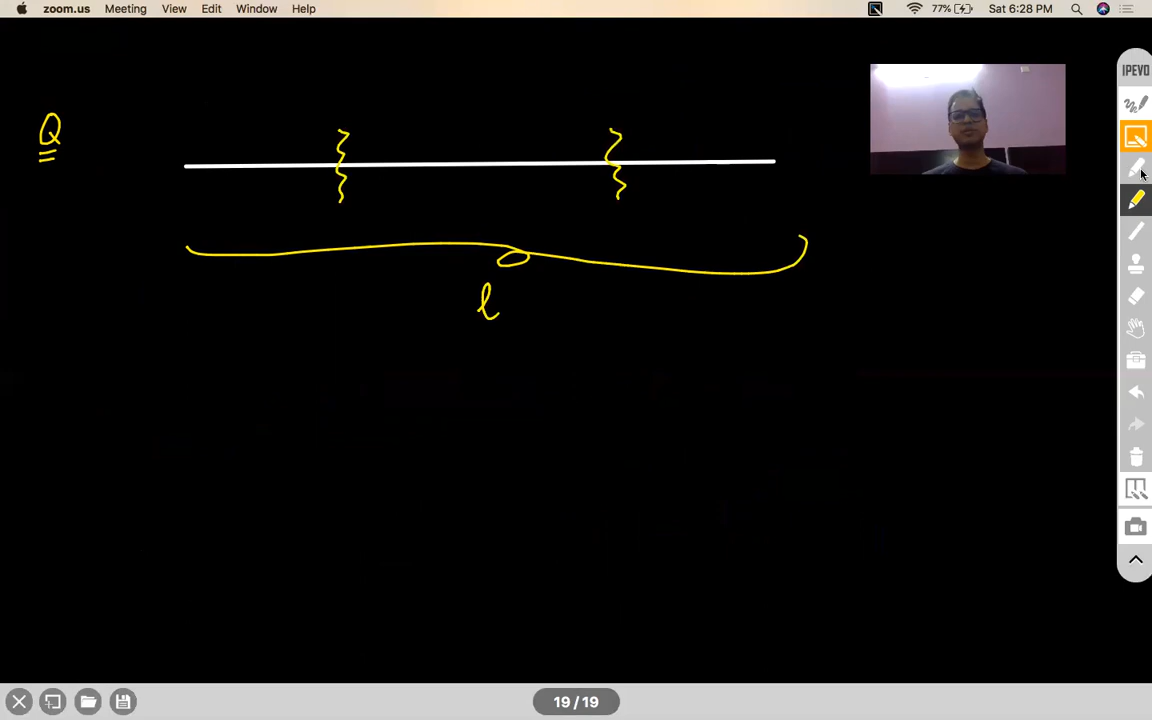 zoom.us Meeting View Edit Window Help 77% Sat 6:28 PM
IPEVO
Q
l
19 / 19